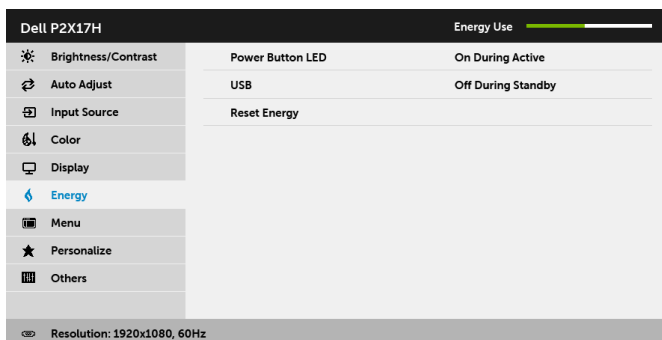 Dell P2X17H Energy Use
Brightness/Contrast Power Button LED On During Active
Auto Adjust USB Off During Standby
Input Source Reset Energy
Color
Display
Energy
Menu
Personalize
Others
Resolution: 1920x1080, 60Hz